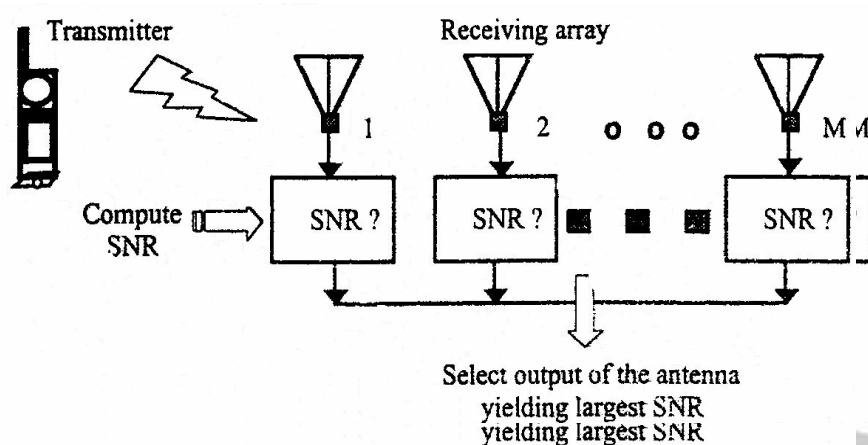 Transmitter
Receiving array
1
2
o o o
M M
Compute
SNR
SNR ?
SNR ?
SNR ?
Select output of the antenna
yielding largest SNR
yielding largest SNR